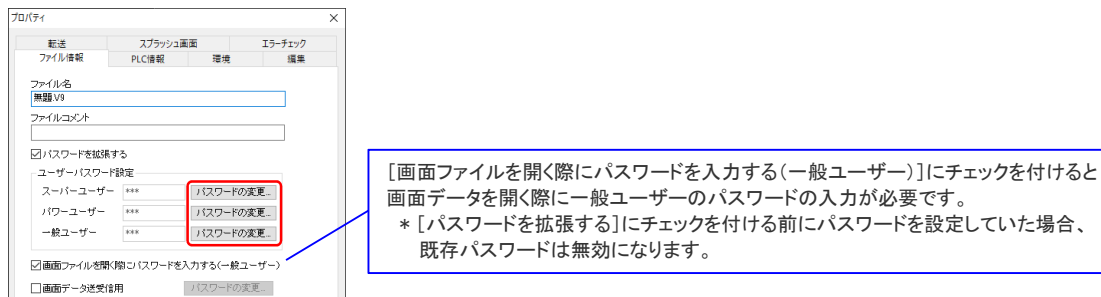 プロパティ
転送 スプラッシュ画面 エラーチェック
ファイル情報 PLC情報 環境 編集
ファイル名
無題.V9
ファイルコメント
パスワードを拡張する
ユーザーパスワード設定
スーパーユーザー *** パスワードの変更...
パワーユーザー *** パスワードの変更...
一般ユーザー *** パスワードの変更...
画面ファイルを開く際にパスワードを入力する(一般ユーザー)
画面データ送受信用 パスワードの変更...
[画面ファイルを開く際にパスワードを入力する(一般ユーザー)]にチェックを付けると
画面データを開く際に一般ユーザーのパスワードの入力が必要です。
* [パスワードを拡張する]にチェックを付ける前にパスワードを設定していた場合、
既存パスワードは無効になります。